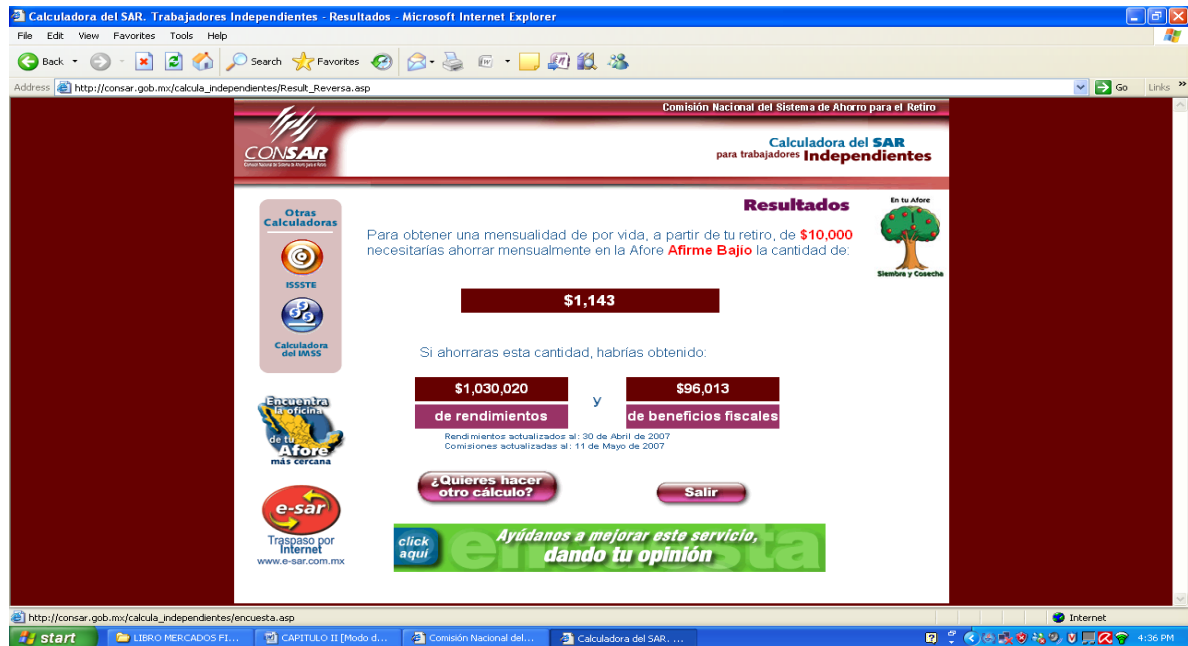 Calculadora del SAR. Trabajadores Independientes - Resultados - Microsoft Internet Explorer
File Edit View Favorites Tools Help
Back Search Favorites
Address http://consar.gob.mx/calcula_independientes/Result_Reversa.asp Go Links »
Comisión Nacional del Sistema de Ahorro para el Retiro
CONSAR
Calculadora del SAR
para trabajadores Independientes
Otras
Calculadoras
ISSSTE
Calculadora
del IMSS
Encuentra
la oficina
de tu
Afore
más cercana
e-sar
Traspaso por
Internet
www.e-sar.com.mx
Resultados
En tu Afore
Siembra y Cosecha
Para obtener una mensualidad de por vida, a partir de tu retiro, de $10,000
necesitarías ahorrar mensualmente en la Afore Afirme Bajío la cantidad de:
$1,143
Si ahorraras esta cantidad, habrías obtenido:
$1,030,020 y $96,013
de rendimientos de beneficios fiscales
Rendimientos actualizados al: 30 de Abril de 2007
Comisiones actualizadas al: 11 de Mayo de 2007
¿Quieres hacer
otro cálculo?
Salir
click
aquí
Ayúdanos a mejorar este servicio,
dando tu opinión
encuesta
http://consar.gob.mx/calcula_independientes/encuesta.asp Internet
start LIBRO MERCADOS FI... CAPITULO II [Modo d... Comisión Nacional del... Calculadora del SAR. ... 4:36 PM